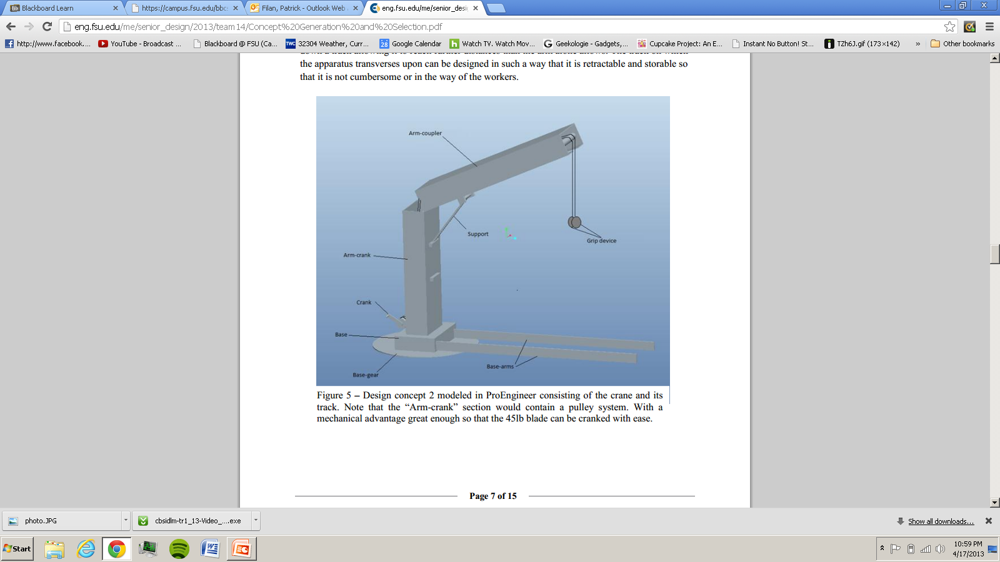 Blackboard Learn
https://campus.fsu.edu/bbcs
Filan, Patrick - Outlook Web
eng.fsu.edu/me/senior_desi
eng.fsu.edu/me/senior_design/2013/team14/Concept%20Generation%20and%20Selection.pdf
http://www.facebook.... YouTube - Broadcast ... Blackboard @ FSU (Ca... TWC 32304 Weather, Curr... 28 Google Calendar h Watch TV. Watch Mov... G Geekologie - Gadgets,... Cupcake Project: An E... Instant No Button! St... TZh6J.gif (173×142) » Other bookmarks
the apparatus transverses upon can be designed in such a way that it is retractable and storable so
that it is not cumbersome or in the way of the workers.
Arm-coupler
Support
Grip device
Arm-crank
Crank
Base
Base-arms
Base-gear
Figure 5 – Design concept 2 modeled in ProEngineer consisting of the crane and its
track. Note that the “Arm-crank” section would contain a pulley system. With a
mechanical advantage great enough so that the 45lb blade can be cranked with ease.
Page 7 of 15
photo.JPG
cbsidlm-tr1_13-Video_....exe
Show all downloads...
Start
10:59 PM
4/17/2013